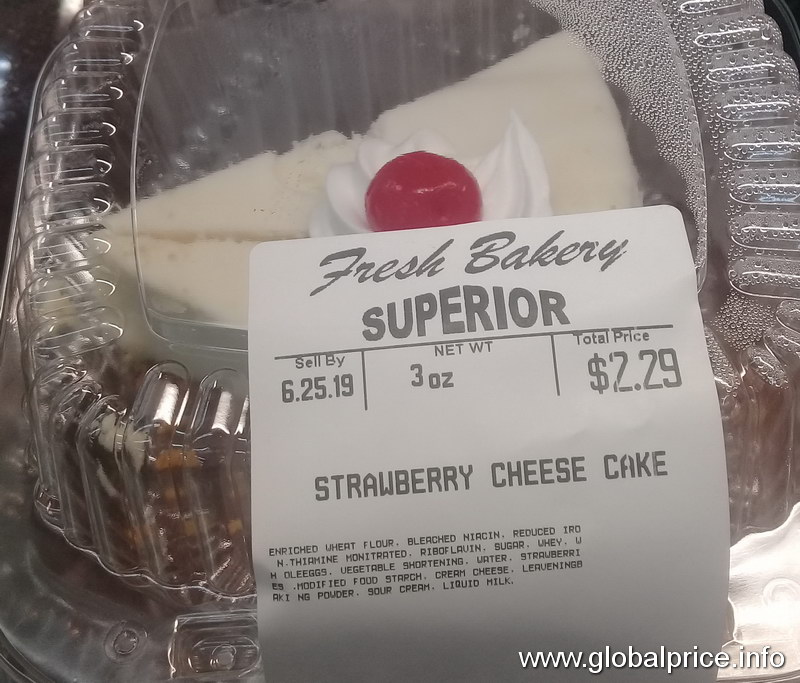 Fresh Bakery
SUPERIOR
Sell By NET WT Total Price
6.25.19 3 oz $2.29
STRAWBERRY CHEESE CAKE
ENRICHED WHEAT FLOUR, BLEACHED NIACIN, REDUCED IRO
N,THIAMINE MONITRATED, RIBOFLAVIN, SUGAR, WHEY, W
H OLEEGGS, VEGETABLE SHORTENING, WATER, STRAWBERRI
ES ,MODIFIED FOOD STARCH, CREAM CHEESE, LEAVENINGB
AKI NG POWDER, SOUR CREAM, LIQUID MILK,
www.globalprice.info